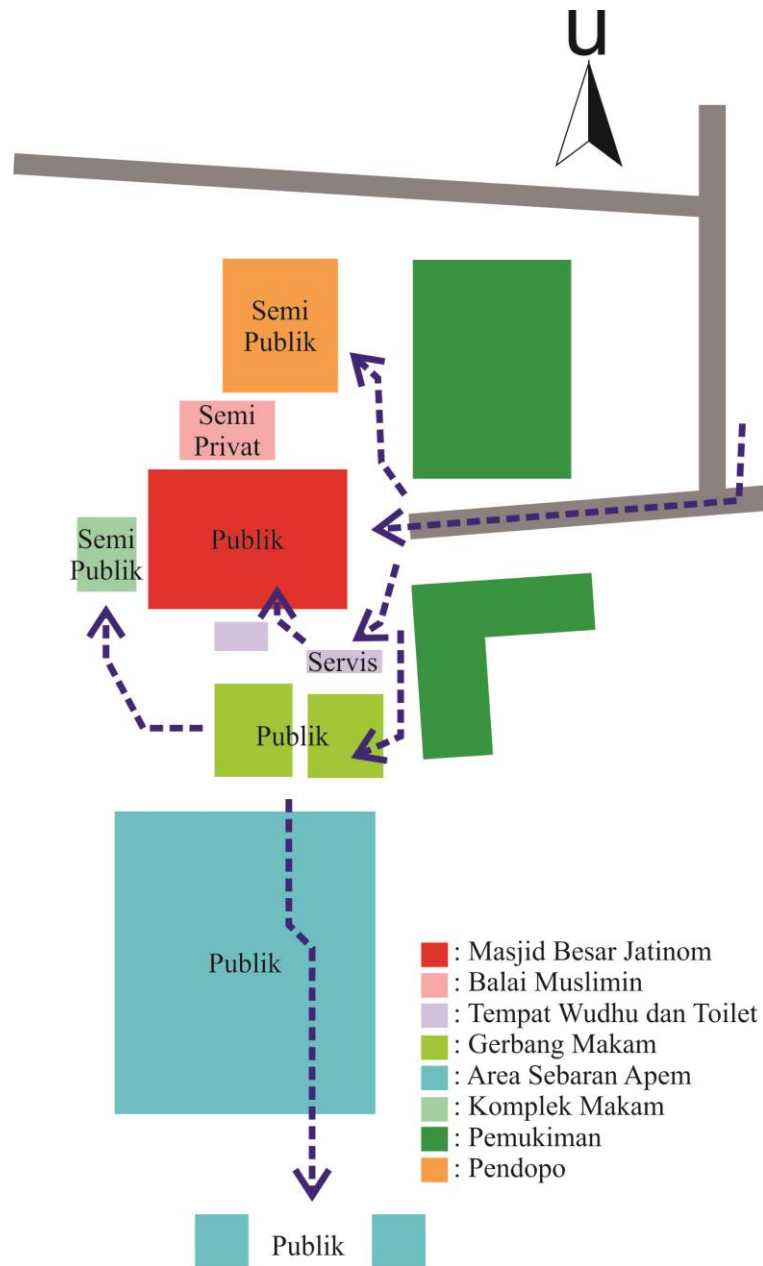 u
Semi
Publik
Semi
Privat
Publik
Semi
Publik
Servis
Publik
Publik
: Masjid Besar Jatinom
: Balai Muslimin
: Tempat Wudhu dan Toilet
: Gerbang Makam
: Area Sebaran Apem
: Komplek Makam
: Pemukiman
: Pendopo
Publik